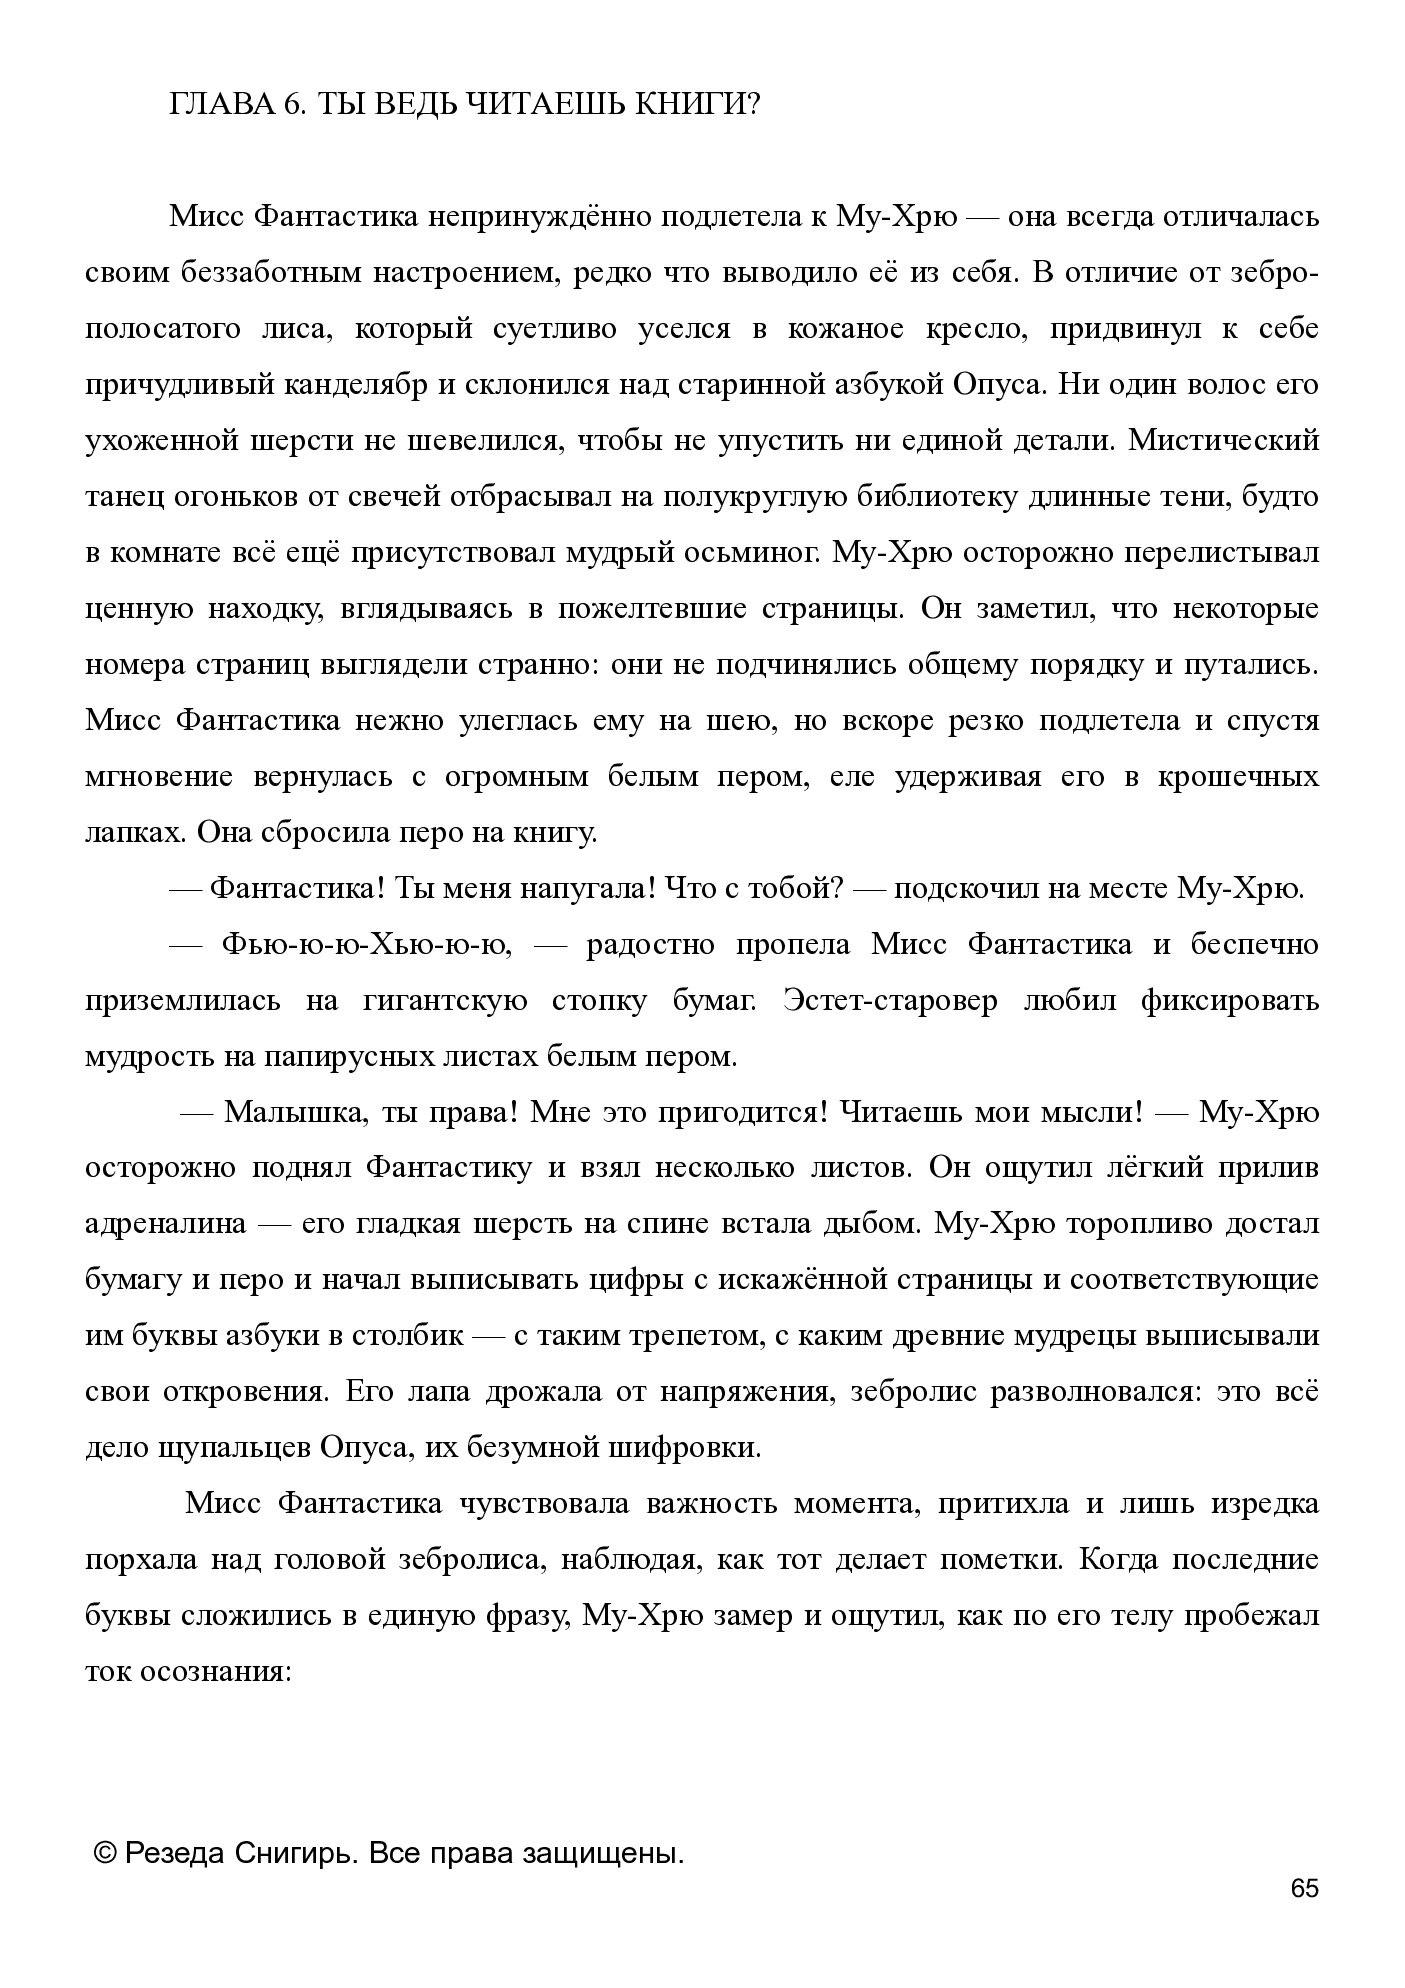 ГЛАВА 6. ТЫ ВЕДЬ ЧИТАЕШЬ КНИГИ?
Мисс Фантастика непринуждённо подлетела к Му-Хрю — она всегда отличалась
своим беззаботным настроением, редко что выводило её из себя. В отличие от зебро-
полосатого лиса, который суетливо уселся в кожаное кресло, придвинул к себе
причудливый канделябр и склонился над старинной азбукой Опуса. Ни один волос его
ухоженной шерсти не шевелился, чтобы не упустить ни единой детали. Мистический
танец огоньков от свечей отбрасывал на полукруглую библиотеку длинные тени, будто
в комнате всё ещё присутствовал мудрый осьминог. Му-Хрю осторожно перелистывал
ценную находку, вглядываясь в пожелтевшие страницы. Он заметил, что некоторые
номера страниц выглядели странно: они не подчинялись общему порядку и путались.
Мисс Фантастика нежно улеглась ему на шею, но вскоре резко подлетела и спустя
мгновение вернулась с огромным белым пером, еле удерживая его в крошечных
лапках. Она сбросила перо на книгу.
— Фантастика! Ты меня напугала! Что с тобой? — подскочил на месте Му-Хрю.
— Фью-ю-ю-Хью-ю-ю, — радостно пропела Мисс Фантастика и беспечно
приземлилась на гигантскую стопку бумаг. Эстет-старовер любил фиксировать
мудрость на папирусных листах белым пером.
— Малышка, ты права! Мне это пригодится! Читаешь мои мысли! — Му-Хрю
осторожно поднял Фантастику и взял несколько листов. Он ощутил лёгкий прилив
адреналина — его гладкая шерсть на спине встала дыбом. Му-Хрю торопливо достал
бумагу и перо и начал выписывать цифры с искажённой страницы и соответствующие
им буквы азбуки в столбик — с таким трепетом, с каким древние мудрецы выписывали
свои откровения. Его лапа дрожала от напряжения, зебролис разволновался: это всё
дело щупальцев Опуса, их безумной шифровки.
Мисс Фантастика чувствовала важность момента, притихла и лишь изредка
порхала над головой зебролиса, наблюдая, как тот делает пометки. Когда последние
буквы сложились в единую фразу, Му-Хрю замер и ощутил, как по его телу пробежал
ток осознания:
© Резеда Снигирь. Все права защищены.
65